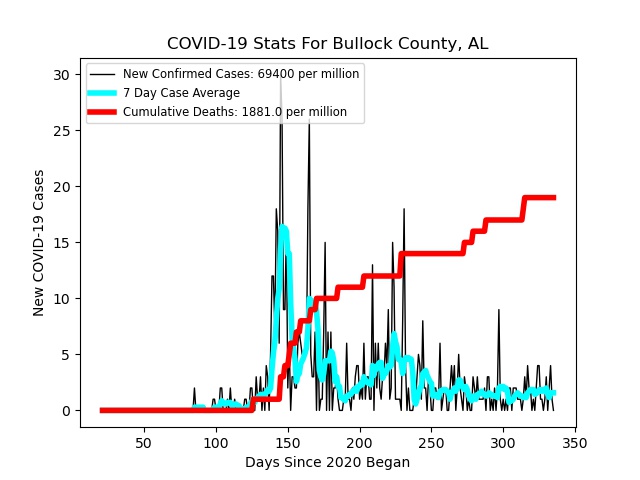 COVID-19 Stats For Bullock County, AL
New Confirmed Cases: 69400 per million
7 Day Case Average
Cumulative Deaths: 1881.0 per million
New COVID-19 Cases
30
25
20
15
10
5
0
50
100
150
200
250
300
350
Days Since 2020 Began